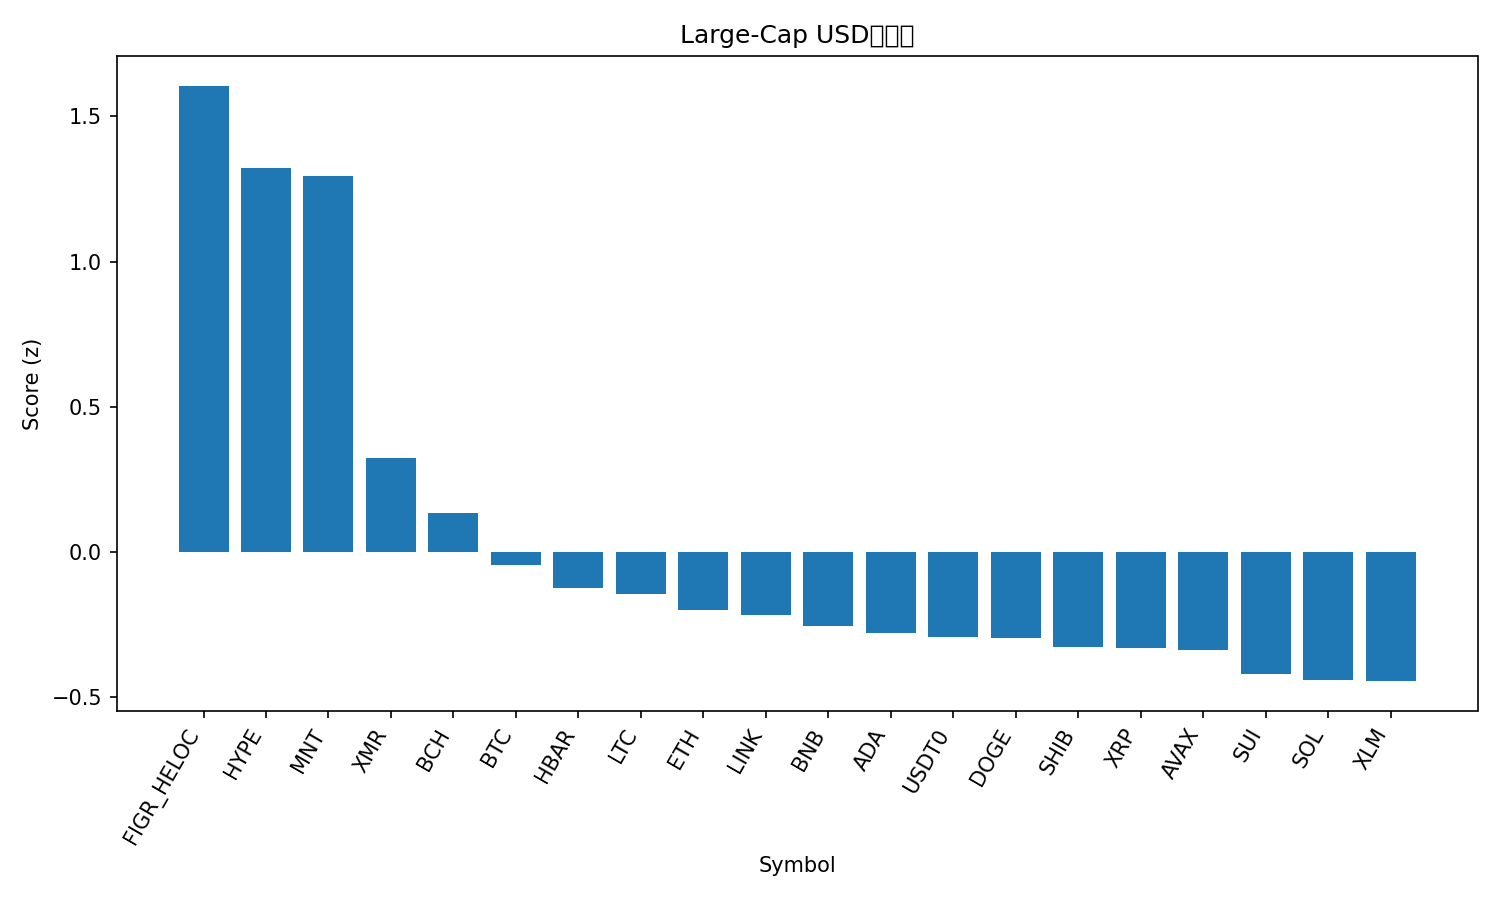 Large-Cap USD
Score (z)
1.5
1.0
0.5
0.0
−0.5
FIGR_HELOC
HYPE
MNT
XMR
BCH
BTC
HBAR
LTC
ETH
LINK
BNB
ADA
USDT0
DOGE
SHIB
XRP
AVAX
SUI
SOL
XLM
Symbol